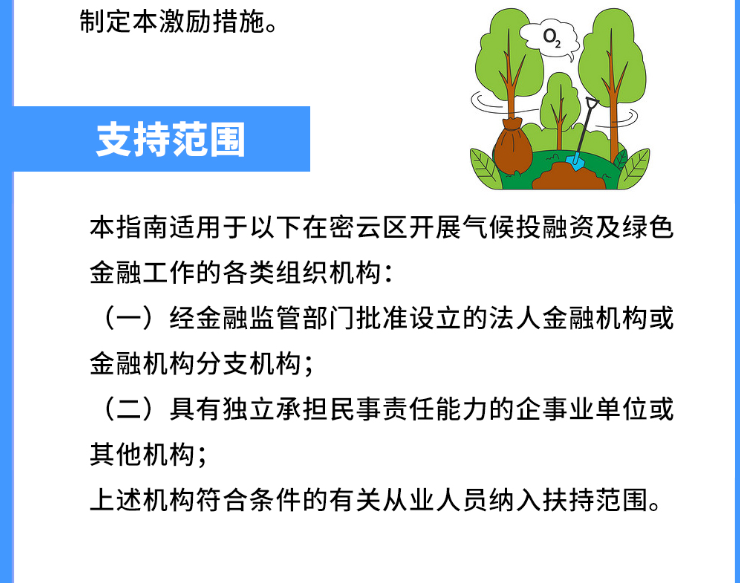 制定本激励措施。
O2
支持范围
本指南适用于以下在密云区开展气候投融资及绿色
金融工作的各类组织机构：
（一）经金融监管部门批准设立的法人金融机构或
金融机构分支机构；
（二）具有独立承担民事责任能力的企事业单位或
其他机构；
上述机构符合条件的有关从业人员纳入扶持范围。